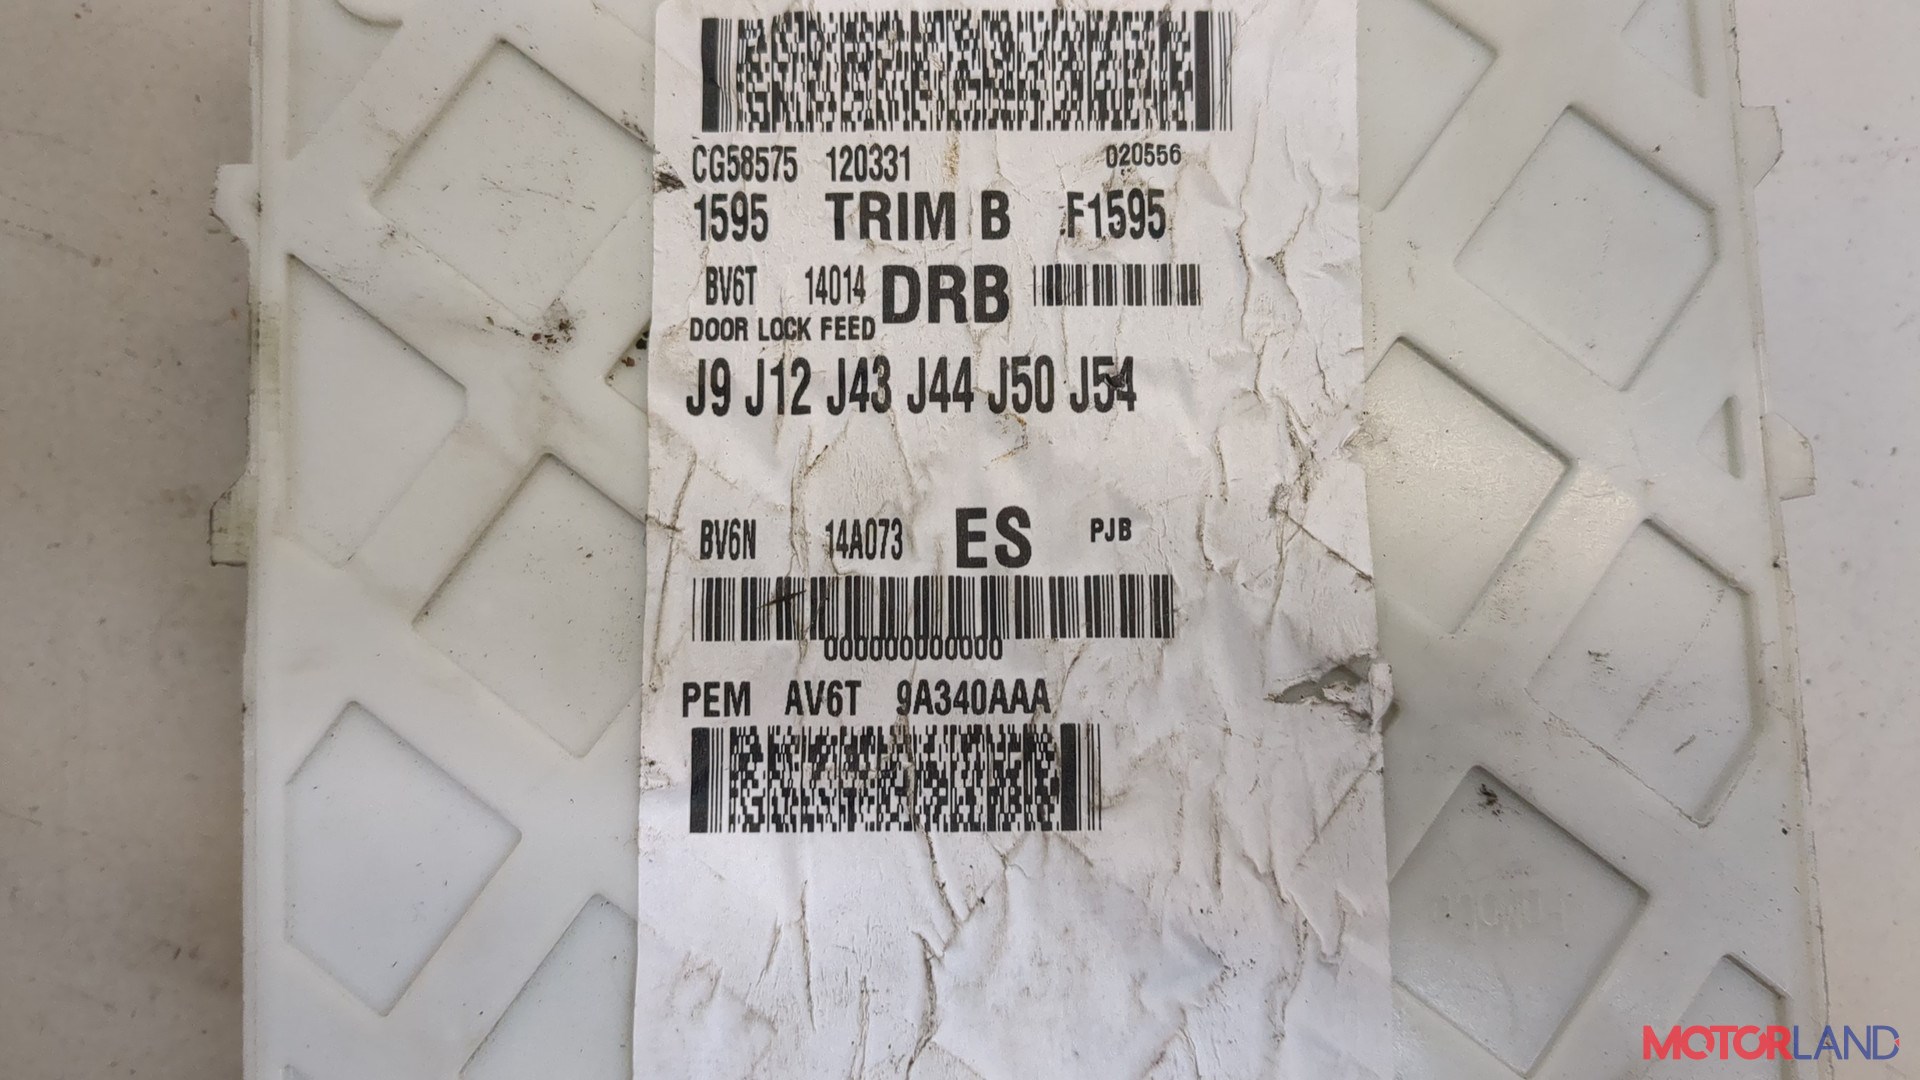 CG58575 120331 020556
1595 TRIM B F1595
BV6T 14014 DRB
DOOR LOCK FEED
J9 J12 J43 J44 J50 J54
BV6N 14A073 ES PJB
000000000000
PEM AV6T 9A340AAA
MOTORLAND